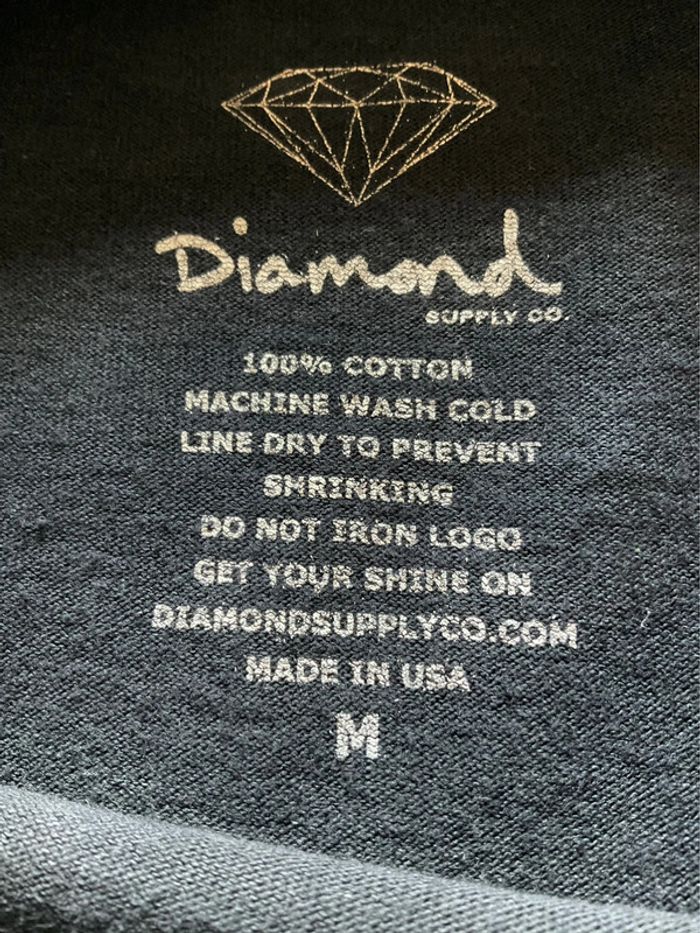 Diamond
SUPPLY CO.
100% COTTON
MACHINE WASH COLD
LINE DRY TO PREVENT
SHRINKING
DO NOT IRON LOGO
GET YOUR SHINE ON
DIAMONDSUPPLYCO.COM
MADE IN USA
M